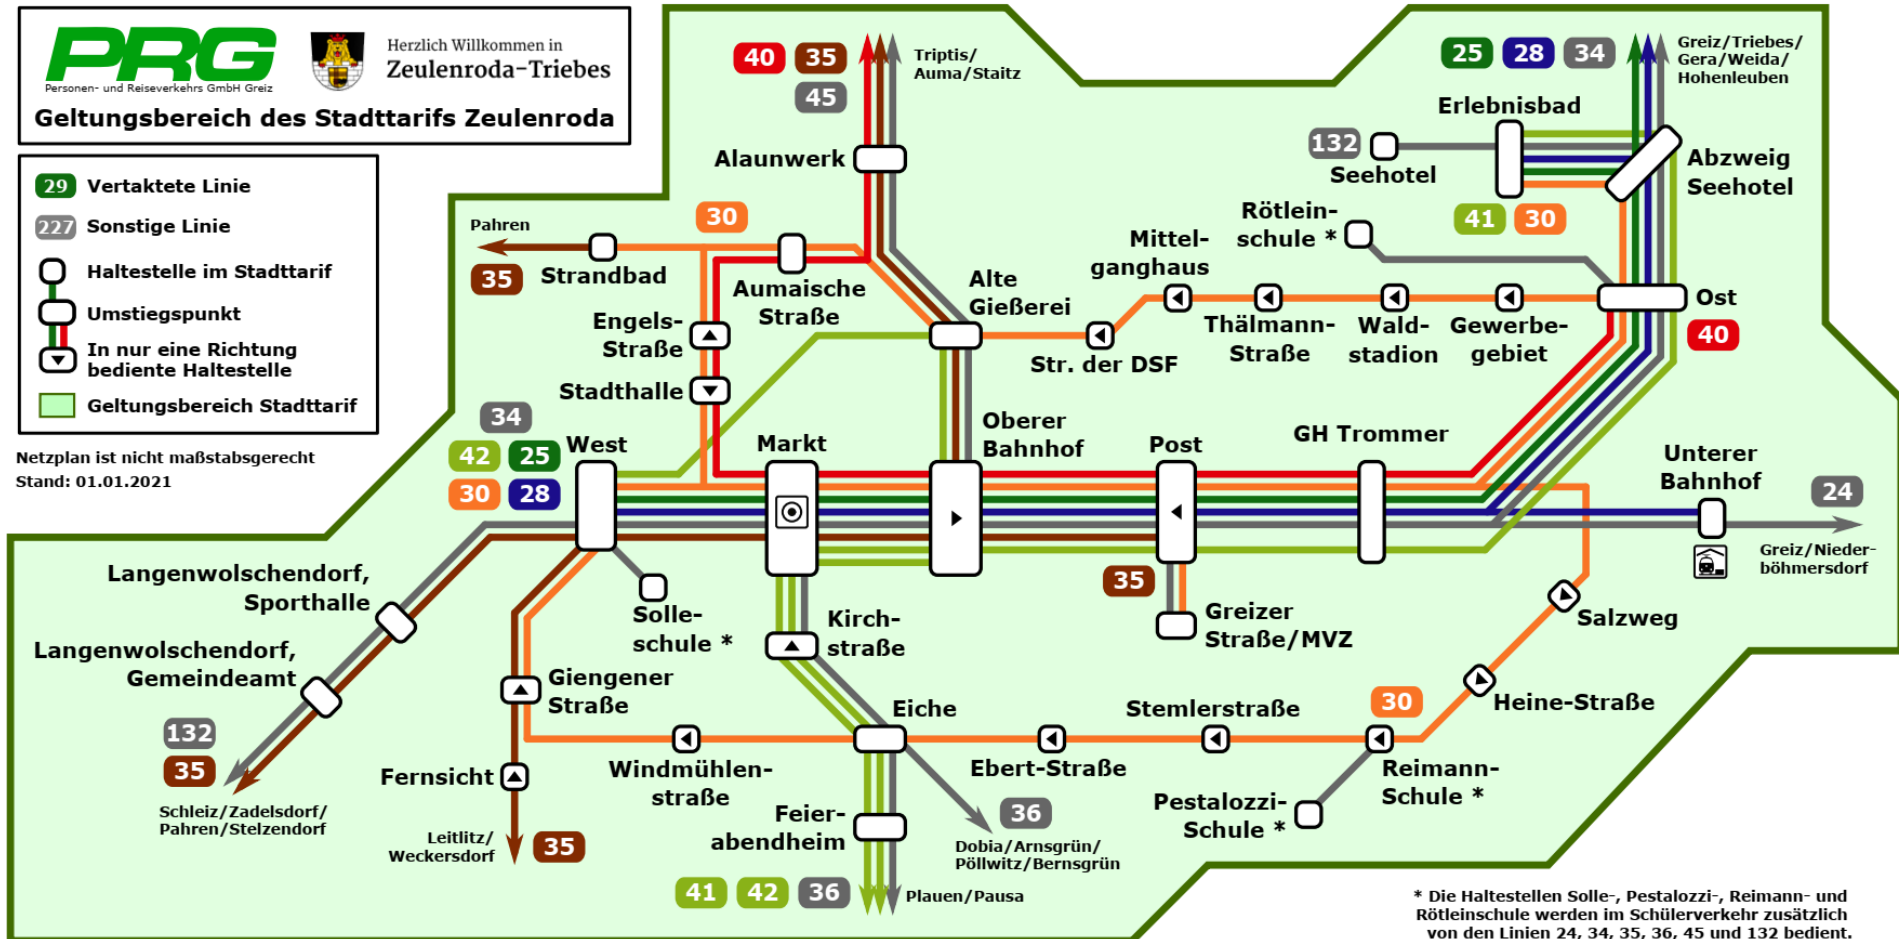 PRG
Personen- und Reiseverkehrs GmbH Greiz
Herzlich Willkommen in
Zeulenroda-Triebes
Geltungsbereich des Stadttarifs Zeulenroda
29 Vertaktete Linie
227 Sonstige Linie
Haltestelle im Stadttarif
Umstiegspunkt
In nur eine Richtung
bediente Haltestelle
Geltungsbereich Stadttarif
Netzplan ist nicht maßstabsgerecht
Stand: 01.01.2021
40 35
45
Triptis/
Auma/Staitz
25 28 34
Greiz/Triebes/
Gera/Weida/
Hohenleuben
Erlebnisbad
132
Seehotel
Abzweig
Seehotel
41 30
Alaunwerk
30
Pahren
35
Strandbad
Aumaische
Straße
Engels-
Straße
Stadthalle
Alte
Gießerei
Str. der DSF
Mittel-
ganghaus
Thälmann-
Straße
Wald-
stadion
Gewerbe-
gebiet
Rötlein-
schule *
Ost
40
34
42 25
30 28
West
Markt
Oberer
Bahnhof
Post
GH Trommer
Unterer
Bahnhof
24
Greiz/Nieder-
böhmersdorf
35
Greizer
Straße/MVZ
Langenwolschendorf,
Sporthalle
Langenwolschendorf,
Gemeindeamt
132
35
Schleiz/Zadelsdorf/
Pahren/Stelzendorf
Solle-
schule *
Kirch-
straße
Giengener
Straße
Fernsicht
Leitlitz/
Weckersdorf
35
Windmühlen-
straße
Eiche
Ebert-Straße
Stemlerstraße
30
Reimann-
Schule *
Pestalozzi-
Schule *
Heine-Straße
Salzweg
Feier-
abendheim
36
Dobia/Arnsgrün/
Pöllwitz/Bernsgrün
41 42 36
Plauen/Pausa
* Die Haltestellen Solle-, Pestalozzi-, Reimann- und
Rötleinschule werden im Schülerverkehr zusätzlich
von den Linien 24, 34, 35, 36, 45 und 132 bedient.